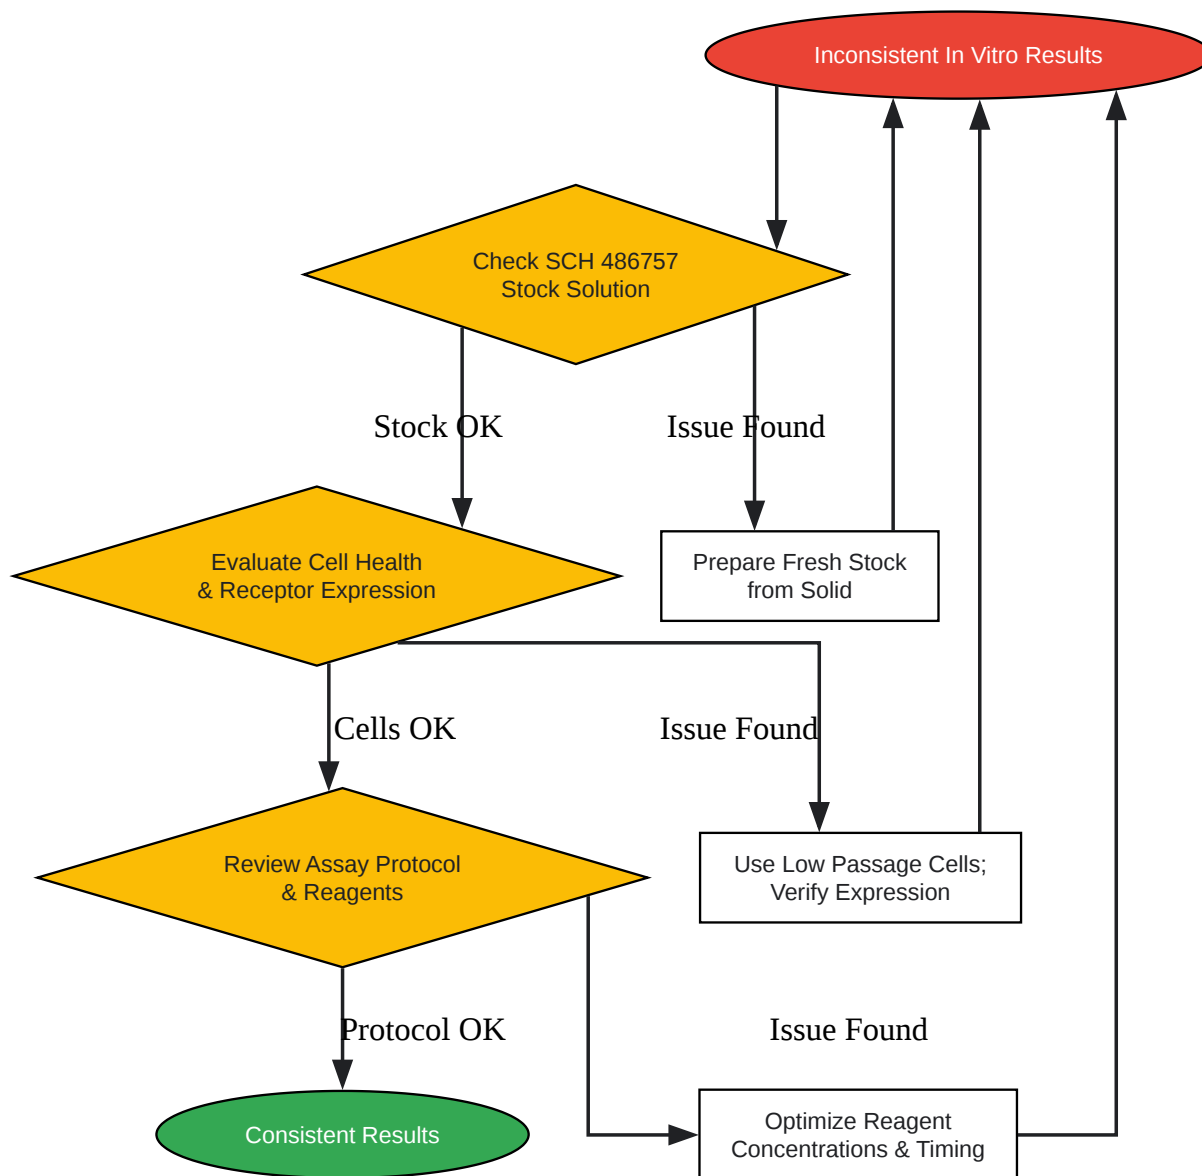 Inconsistent In Vitro Results
Check SCH 486757
Stock Solution
Stock OK
Issue Found
Evaluate Cell Health
& Receptor Expression
Prepare Fresh Stock
from Solid
Cells OK
Issue Found
Review Assay Protocol
& Reagents
Use Low Passage Cells;
Verify Expression
Protocol OK
Issue Found
Consistent Results
Optimize Reagent
Concentrations & Timing